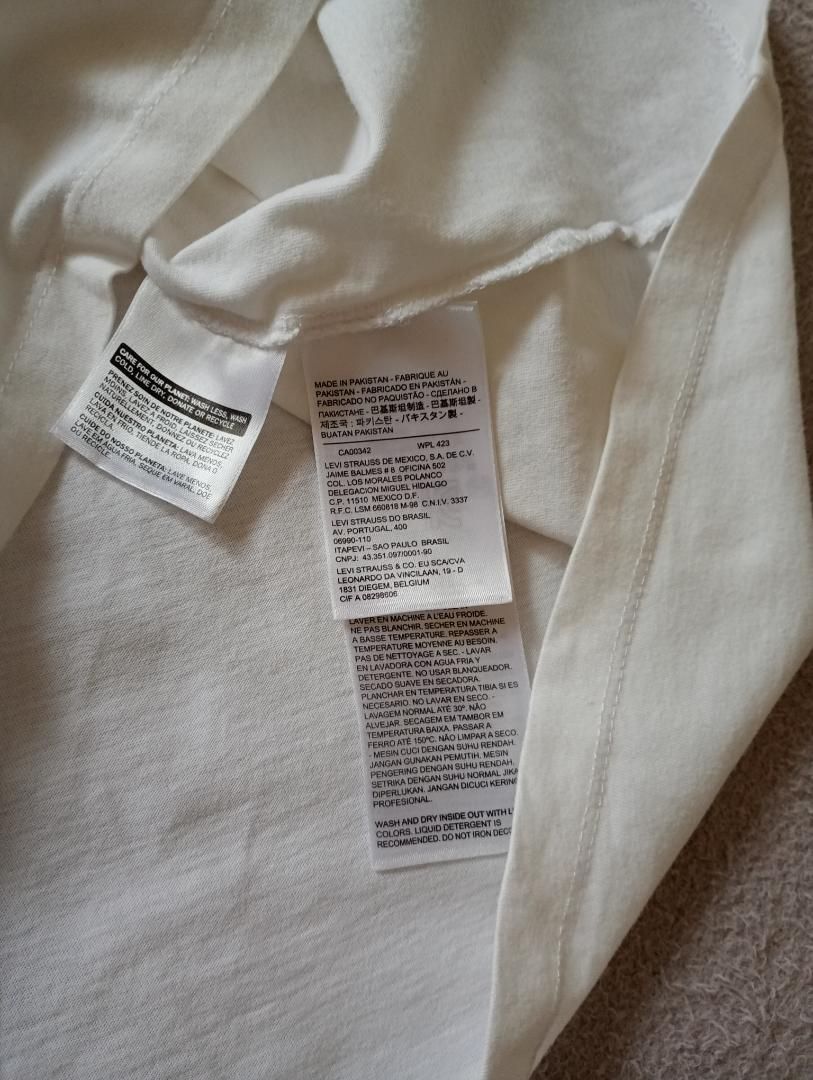 CARE FOR OUR PLANET: WASH LESS, WASH
COLD, LINE DRY, DONATE OR RECYCLE
PRENEZ SOIN DE NOTRE PLANETE: LAVEZ
MOINS, LAVEZ A FROID, LAISSEZ SECHER
NATURELLEMENT, DONNEZ OU RECYCLEZ
CUIDA NUESTRO PLANETA: LAVA MENOS,
LAVA EN FRIO, TIENDE LA ROPA, DONA O
RECICLA
CUIDE DO NOSSO PLANETA: LAVE MENOS,
LAVE EM AGUA FRIA, SEQUE EM VARAL, DOE
MADE IN PAKISTAN - FABRIQUE AU
PAKISTAN - FABRICADO EN PAKISTÁN -
FABRICADO NO PAQUISTÃO - СДЕЛАНО В
ПАКИСТАНЕ - 巴基斯坦制造 - 巴基斯坦製 -
제조국 : 파키스탄 - パキスタン製 -
BUATAN PAKISTAN
CA00342 WPL 423
LEVI STRAUSS DE MEXICO, S.A. DE C.V.
JAIME BALMES # 8 OFICINA 502
COL. LOS MORALES POLANCO
DELEGACION MIGUEL HIDALGO
C.P. 11510 MEXICO D.F.
R.F.C. LSM 660818 M-98 C.N.I.V. 3337
LEVI STRAUSS DO BRASIL
AV. PORTUGAL, 400
06990-110
ITAPEVI – SAO PAULO BRASIL
CNPJ: 43.351.097/0001-90
LEVI STRAUSS & CO. EU SCA/CVA
LEONARDO DA VINCILAAN, 19 - D
1831 DIEGEM, BELGIUM
CIF A 08298606
LAVER EN MACHINE A L'EAU FROIDE.
NE PAS BLANCHIR. SECHER EN MACHINE
A BASSE TEMPERATURE. REPASSER A
TEMPERATURE MOYENNE AU BESOIN.
PAS DE NETTOYAGE A SEC. - LAVAR
EN LAVADORA CON AGUA FRIA Y
DETERGENTE. NO USAR BLANQUEADOR.
SECADO SUAVE EN SECADORA.
PLANCHAR EN TEMPERATURA TIBIA SI ES
NECESARIO. NO LAVAR EN SECO. -
LAVAGEM NORMAL ATÉ 30º. NÃO
ALVEJAR. SECAGEM EM TAMBOR EM
TEMPERATURA BAIXA. PASSAR A
FERRO ATÉ 150ºC. NÃO LIMPAR A SECO.
- MESIN CUCI DENGAN SUHU RENDAH.
JANGAN GUNAKAN PEMUTIH. MESIN
PENGERING DENGAN SUHU RENDAH.
SETRIKA DENGAN SUHU NORMAL JIKA
DIPERLUKAN. JANGAN DICUCI KERING
PROFESIONAL.
WASH AND DRY INSIDE OUT WITH L
COLORS. LIQUID DETERGENT IS
RECOMMENDED. DO NOT IRON DEC